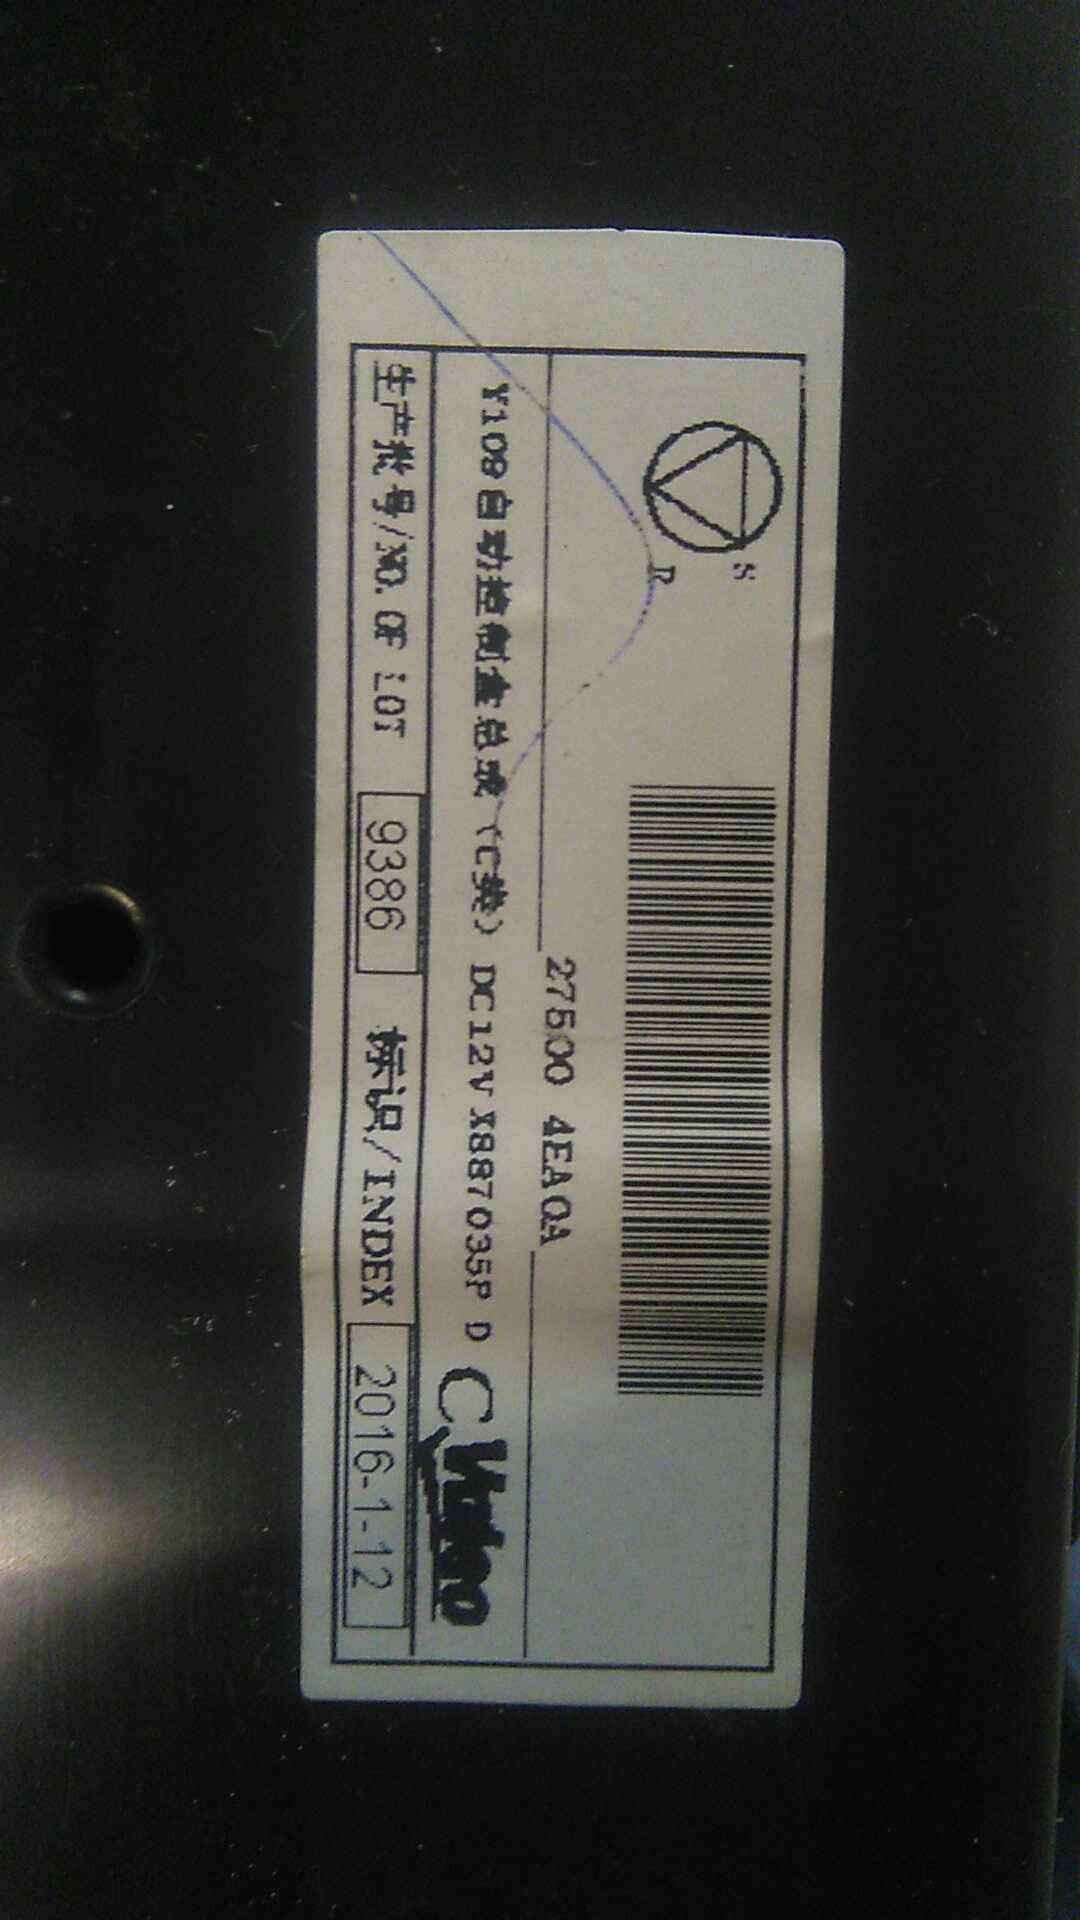 S
R
27500 4EA0A
Y109自动控制盒总成（C类）DC12V X887035P D C Valeo
生产批号/NO. OF LOT 9386 标识/INDEX 2016-1-12